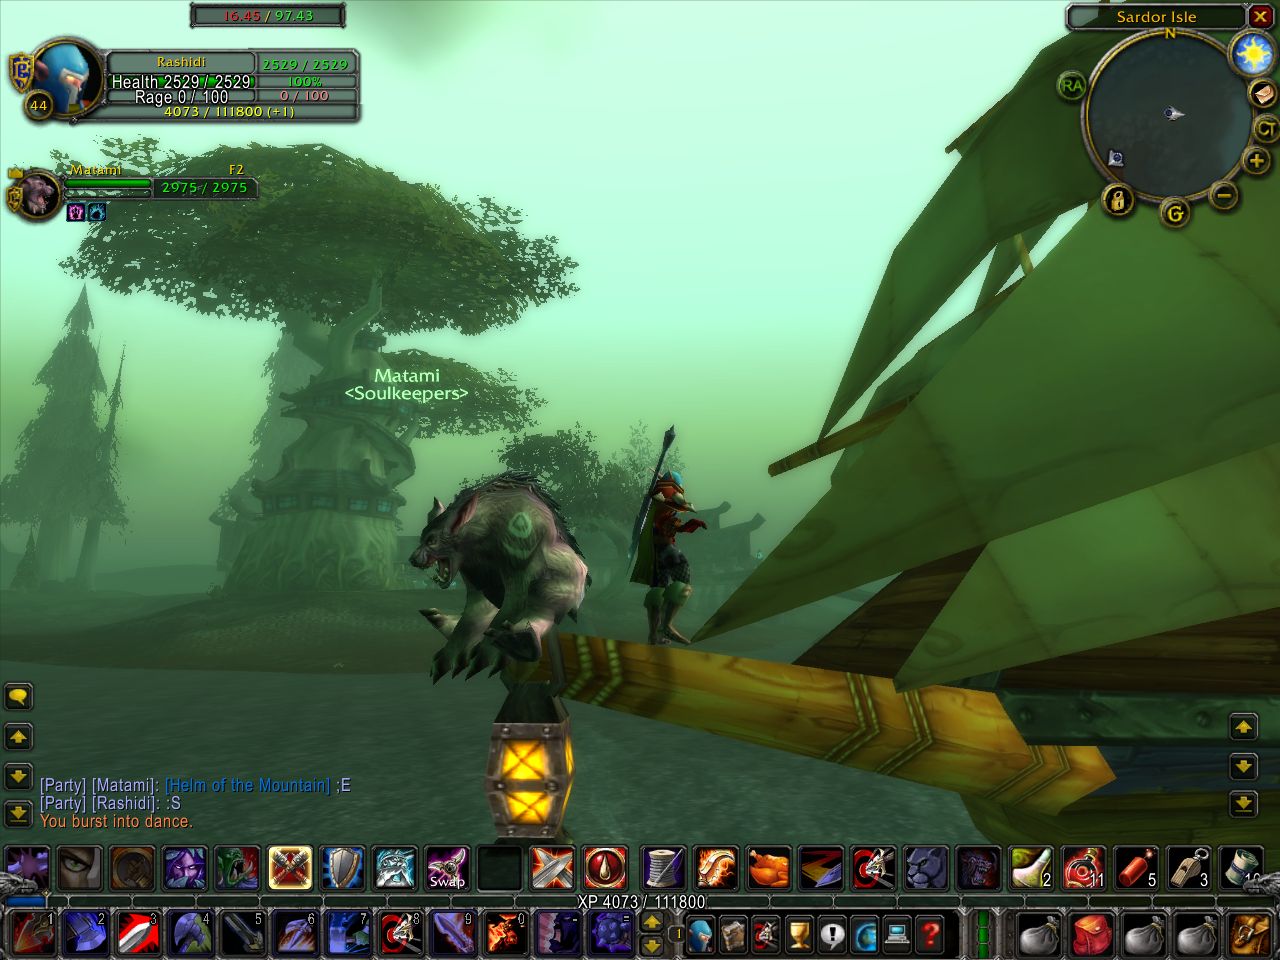 16.45 / 97.43
Sardor Isle
N
Rashidi
2529 / 2529
Health 2529 / 2529
100%
Rage 0 / 100
0 / 100
44
4073 / 111800 (+1)
RA
CT
G
Matami
F2
2975 / 2975
Matami
<Soulkeepers>
[Party] [Matami]: [Helm of the Mountain] ;E
[Party] [Rashidi]: :S
You burst into dance.
Swap
2
11
5
3
XP 4073 / 111800
1
2
3
4
5
6
7
8
9
0
-
=
1